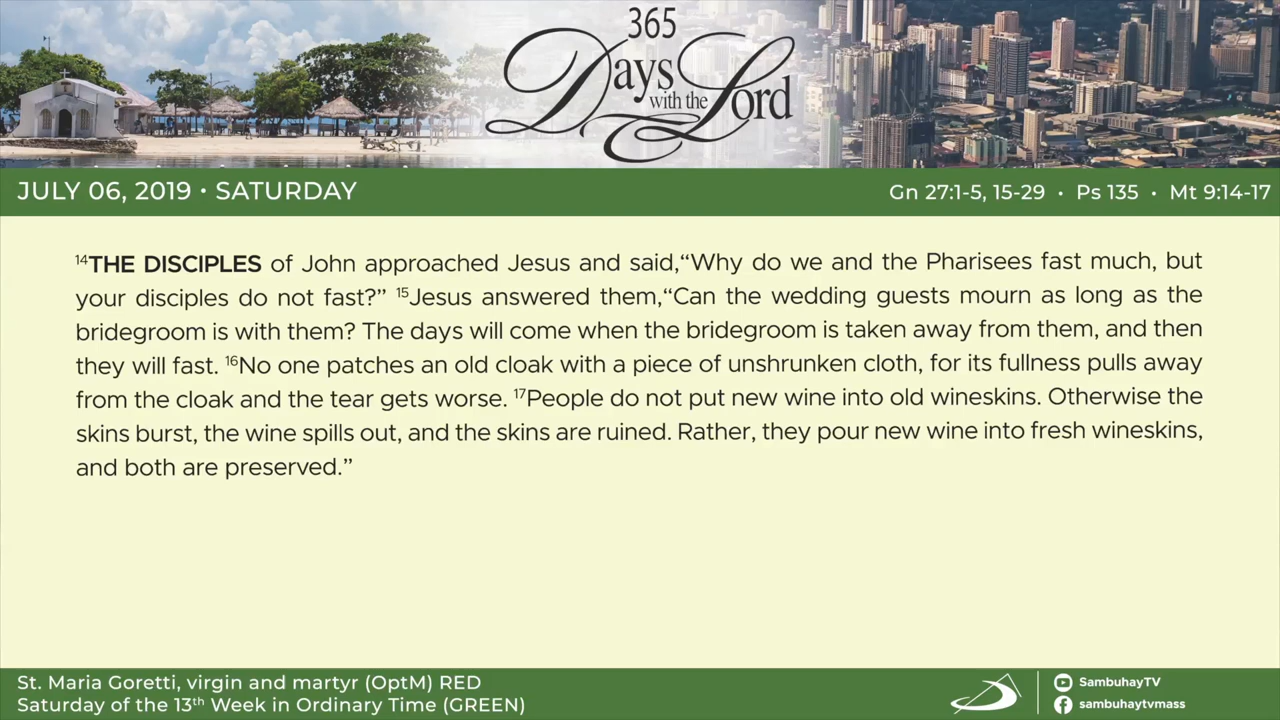 365
Days
with the
Lord
JULY 06, 2019 • SATURDAY
Gn 27:1-5, 15-29 • Ps 135 • Mt 9:14-17
¹⁴THE DISCIPLES of John approached Jesus and said,“Why do we and the Pharisees fast much, but
your disciples do not fast?” ¹⁵Jesus answered them,“Can the wedding guests mourn as long as the
bridegroom is with them? The days will come when the bridegroom is taken away from them, and then
they will fast. ¹⁶No one patches an old cloak with a piece of unshrunken cloth, for its fullness pulls away
from the cloak and the tear gets worse. ¹⁷People do not put new wine into old wineskins. Otherwise the
skins burst, the wine spills out, and the skins are ruined. Rather, they pour new wine into fresh wineskins,
and both are preserved.”
St. Maria Goretti, virgin and martyr (OptM) RED
Saturday of the 13ᵗʰ Week in Ordinary Time (GREEN)
SambuhayTV
sambuhaytvmass